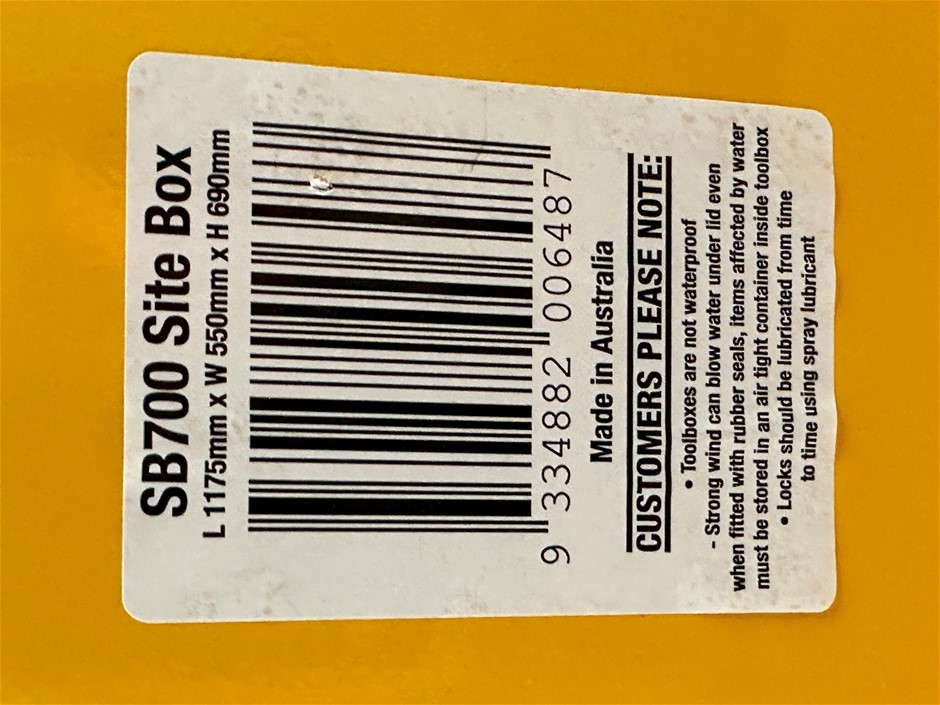 SB700 Site Box
L 1175mm x W 550mm x H 690mm
9 334882 006487
Made in Australia
CUSTOMERS PLEASE NOTE:
• Toolboxes are not waterproof
- Strong wind can blow water under lid even
when fitted with rubber seals, items affected by water
must be stored in an air tight container inside toolbox
• Locks should be lubricated from time
to time using spray lubricant